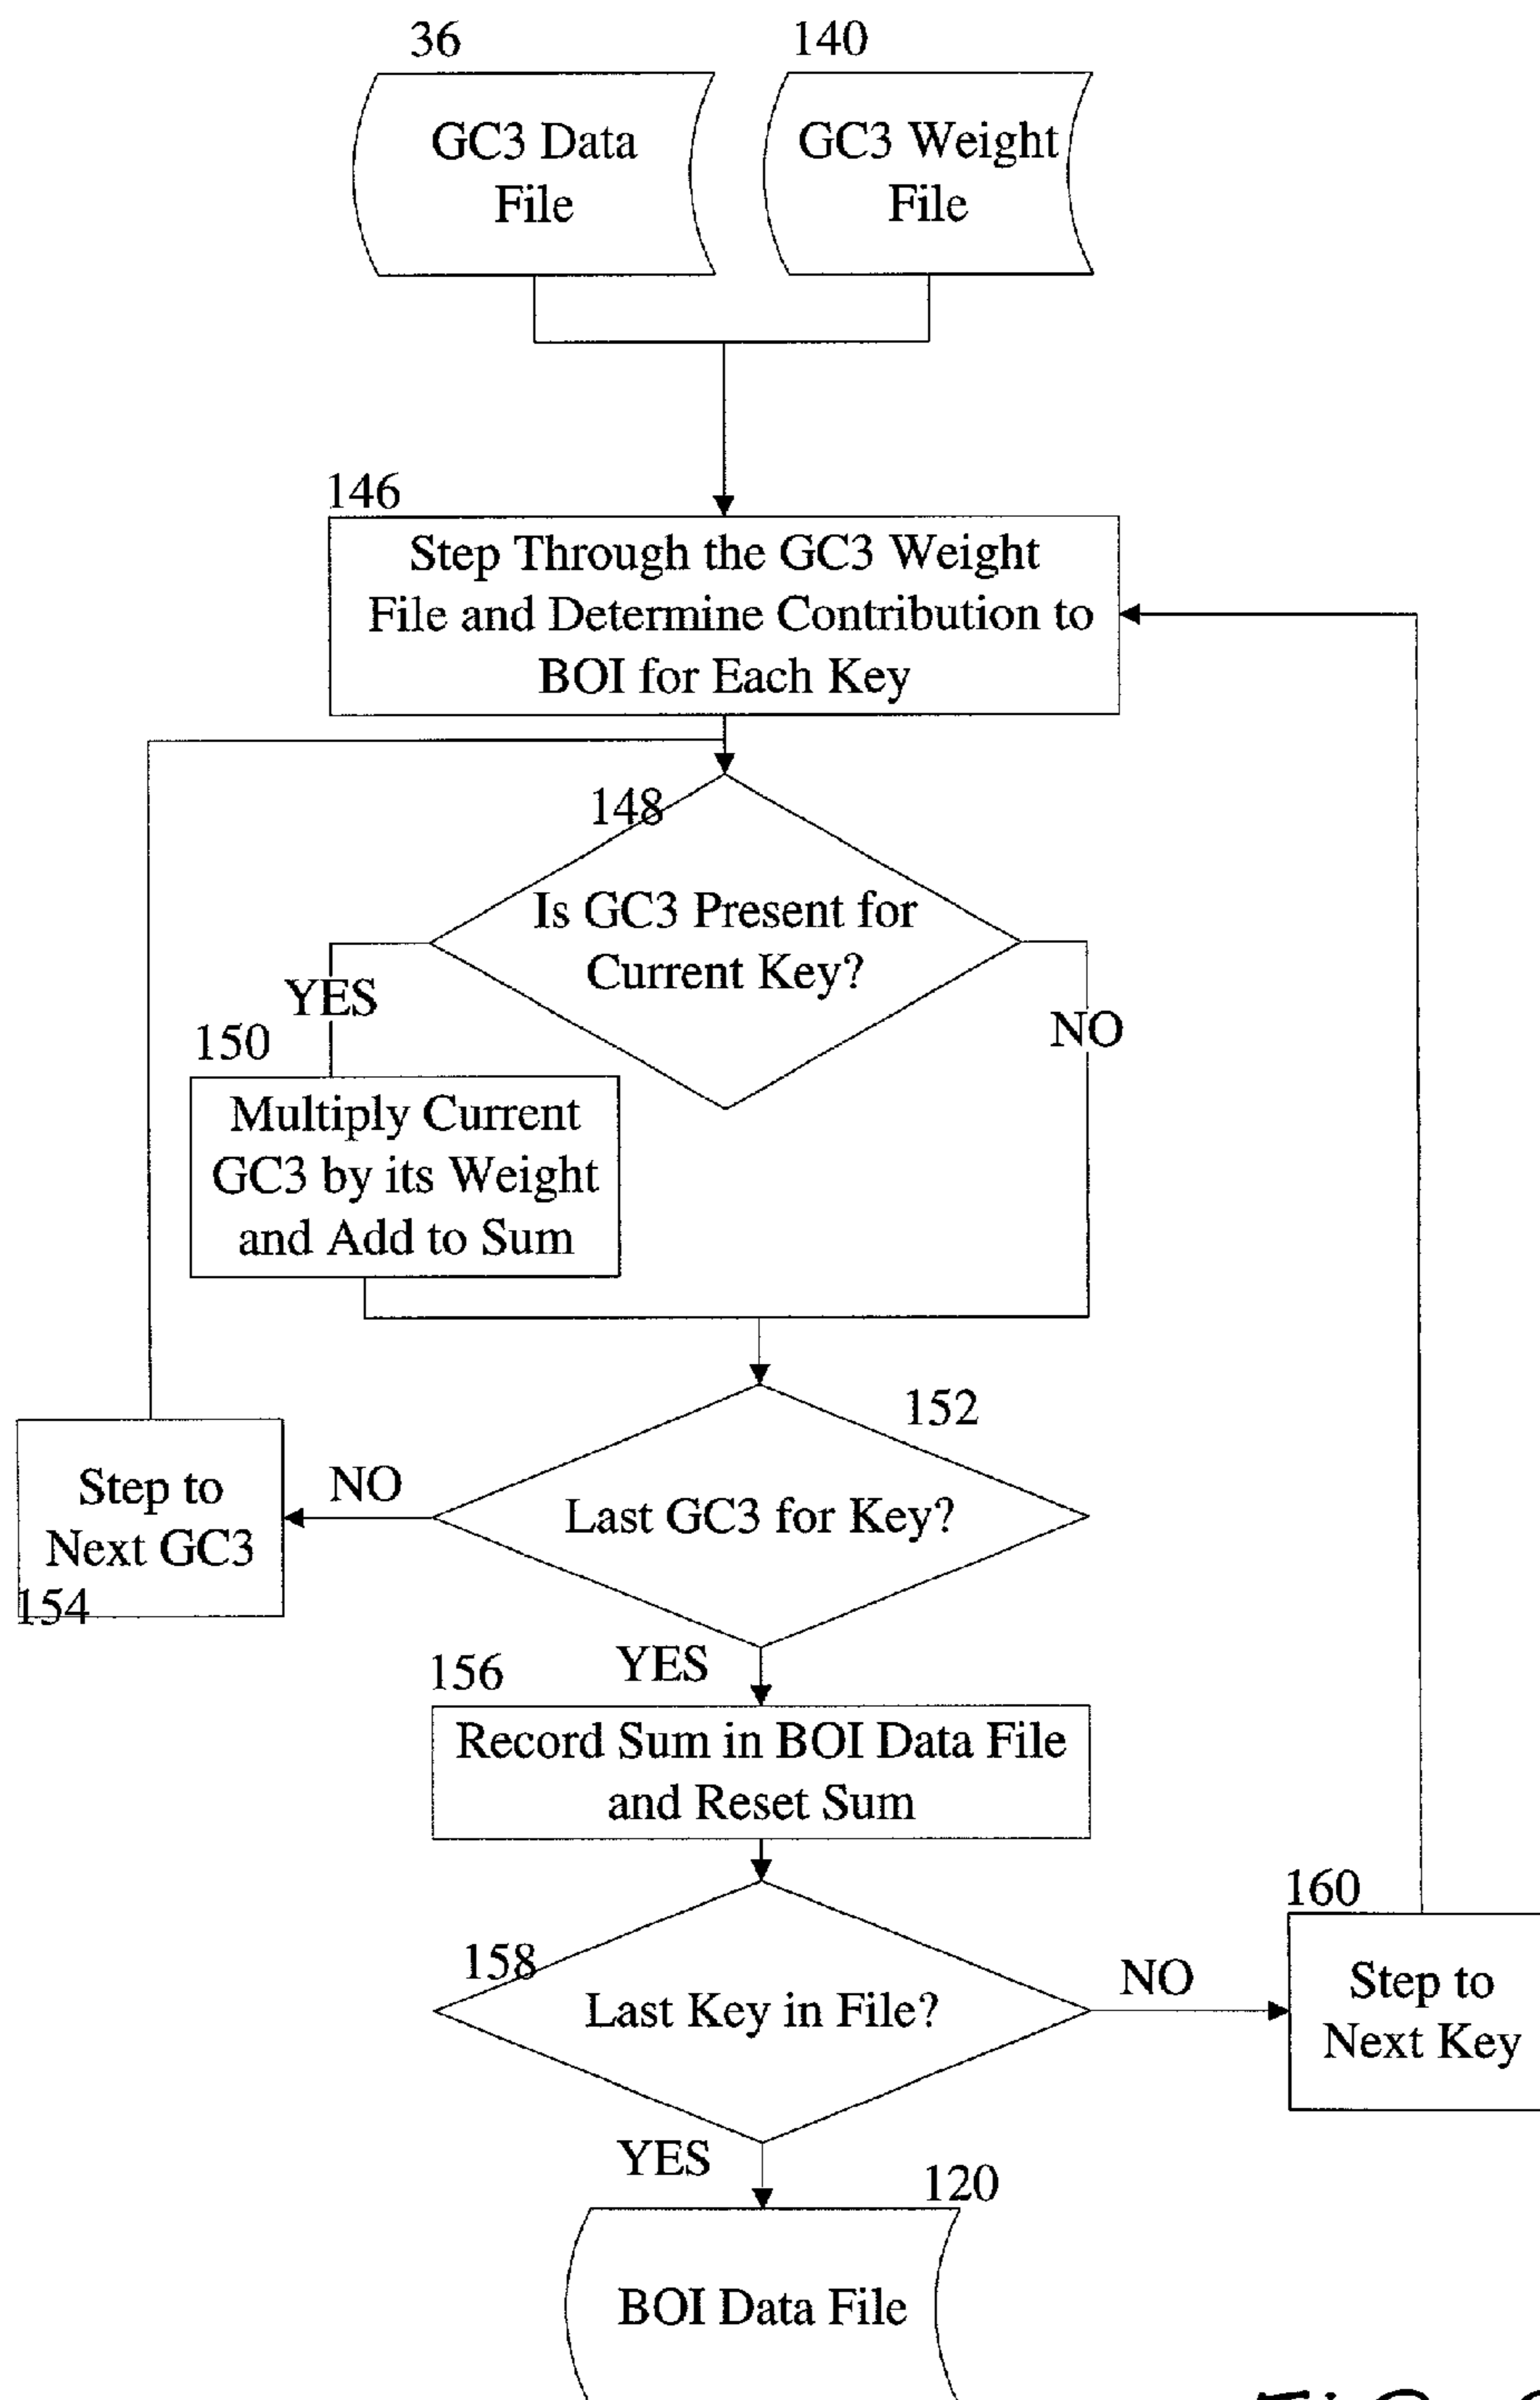 36
140
GC3 Data
File
GC3 Weight
File
146
Step Through the GC3 Weight
File and Determine Contribution to
BOI for Each Key
148
Is GC3 Present for
Current Key?
YES
NO
150
Multiply Current
GC3 by its Weight
and Add to Sum
152
Last GC3 for Key?
NO
Step to
Next GC3
154
YES
156
Record Sum in BOI Data File
and Reset Sum
158
Last Key in File?
NO
160
Step to
Next Key
YES
120
BOI Data File